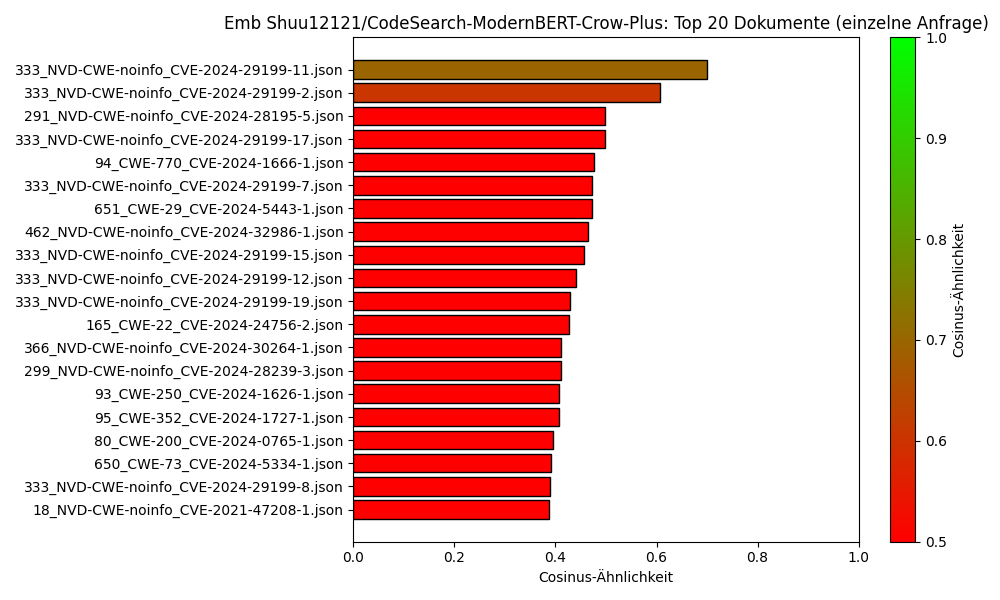 Emb Shuu12121/CodeSearch-ModernBERT-Crow-Plus: Top 20 Dokumente (einzelne Anfrage)
333_NVD-CWE-noinfo_CVE-2024-29199-11.json
333_NVD-CWE-noinfo_CVE-2024-29199-2.json
291_NVD-CWE-noinfo_CVE-2024-28195-5.json
333_NVD-CWE-noinfo_CVE-2024-29199-17.json
94_CWE-770_CVE-2024-1666-1.json
333_NVD-CWE-noinfo_CVE-2024-29199-7.json
651_CWE-29_CVE-2024-5443-1.json
462_NVD-CWE-noinfo_CVE-2024-32986-1.json
333_NVD-CWE-noinfo_CVE-2024-29199-15.json
333_NVD-CWE-noinfo_CVE-2024-29199-12.json
333_NVD-CWE-noinfo_CVE-2024-29199-19.json
165_CWE-22_CVE-2024-24756-2.json
366_NVD-CWE-noinfo_CVE-2024-30264-1.json
299_NVD-CWE-noinfo_CVE-2024-28239-3.json
93_CWE-250_CVE-2024-1626-1.json
95_CWE-352_CVE-2024-1727-1.json
80_CWE-200_CVE-2024-0765-1.json
650_CWE-73_CVE-2024-5334-1.json
333_NVD-CWE-noinfo_CVE-2024-29199-8.json
18_NVD-CWE-noinfo_CVE-2021-47208-1.json
0.0 0.2 0.4 0.6 0.8 1.0
Cosinus-Ähnlichkeit
1.0
0.9
0.8
0.7
0.6
0.5
Cosinus-Ähnlichkeit